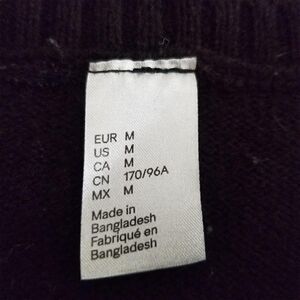 EUR M
US M
CA M
CN 170/96A
MX M
Made in
Bangladesh
Fabriqué en
Bangladesh